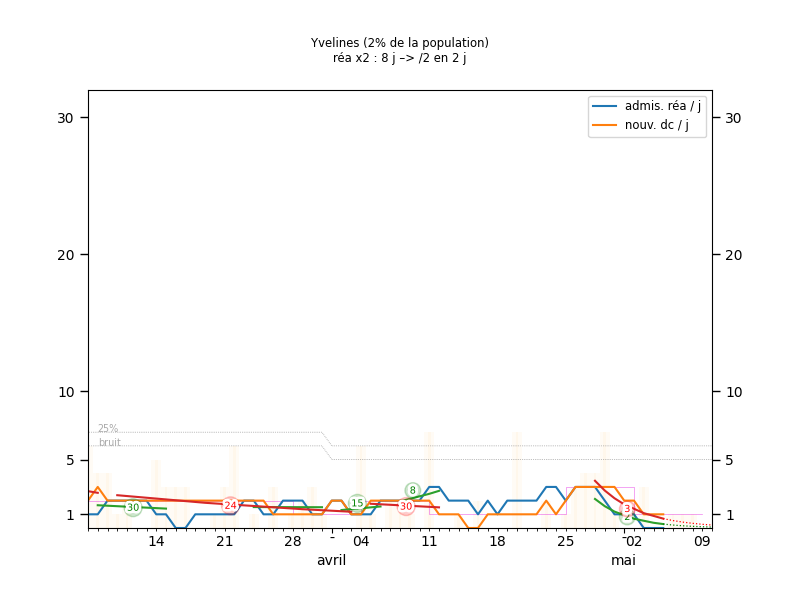 Yvelines (2% de la population)
réa x2 : 8 j –> /2 en 2 j
admis. réa / j
nouv. dc / j
30 30
20 20
10 10
25%
bruit
5 5
8
15
30 24 30 3
2
1 1
14 21 28 04 11 18 25 02 09
avril mai